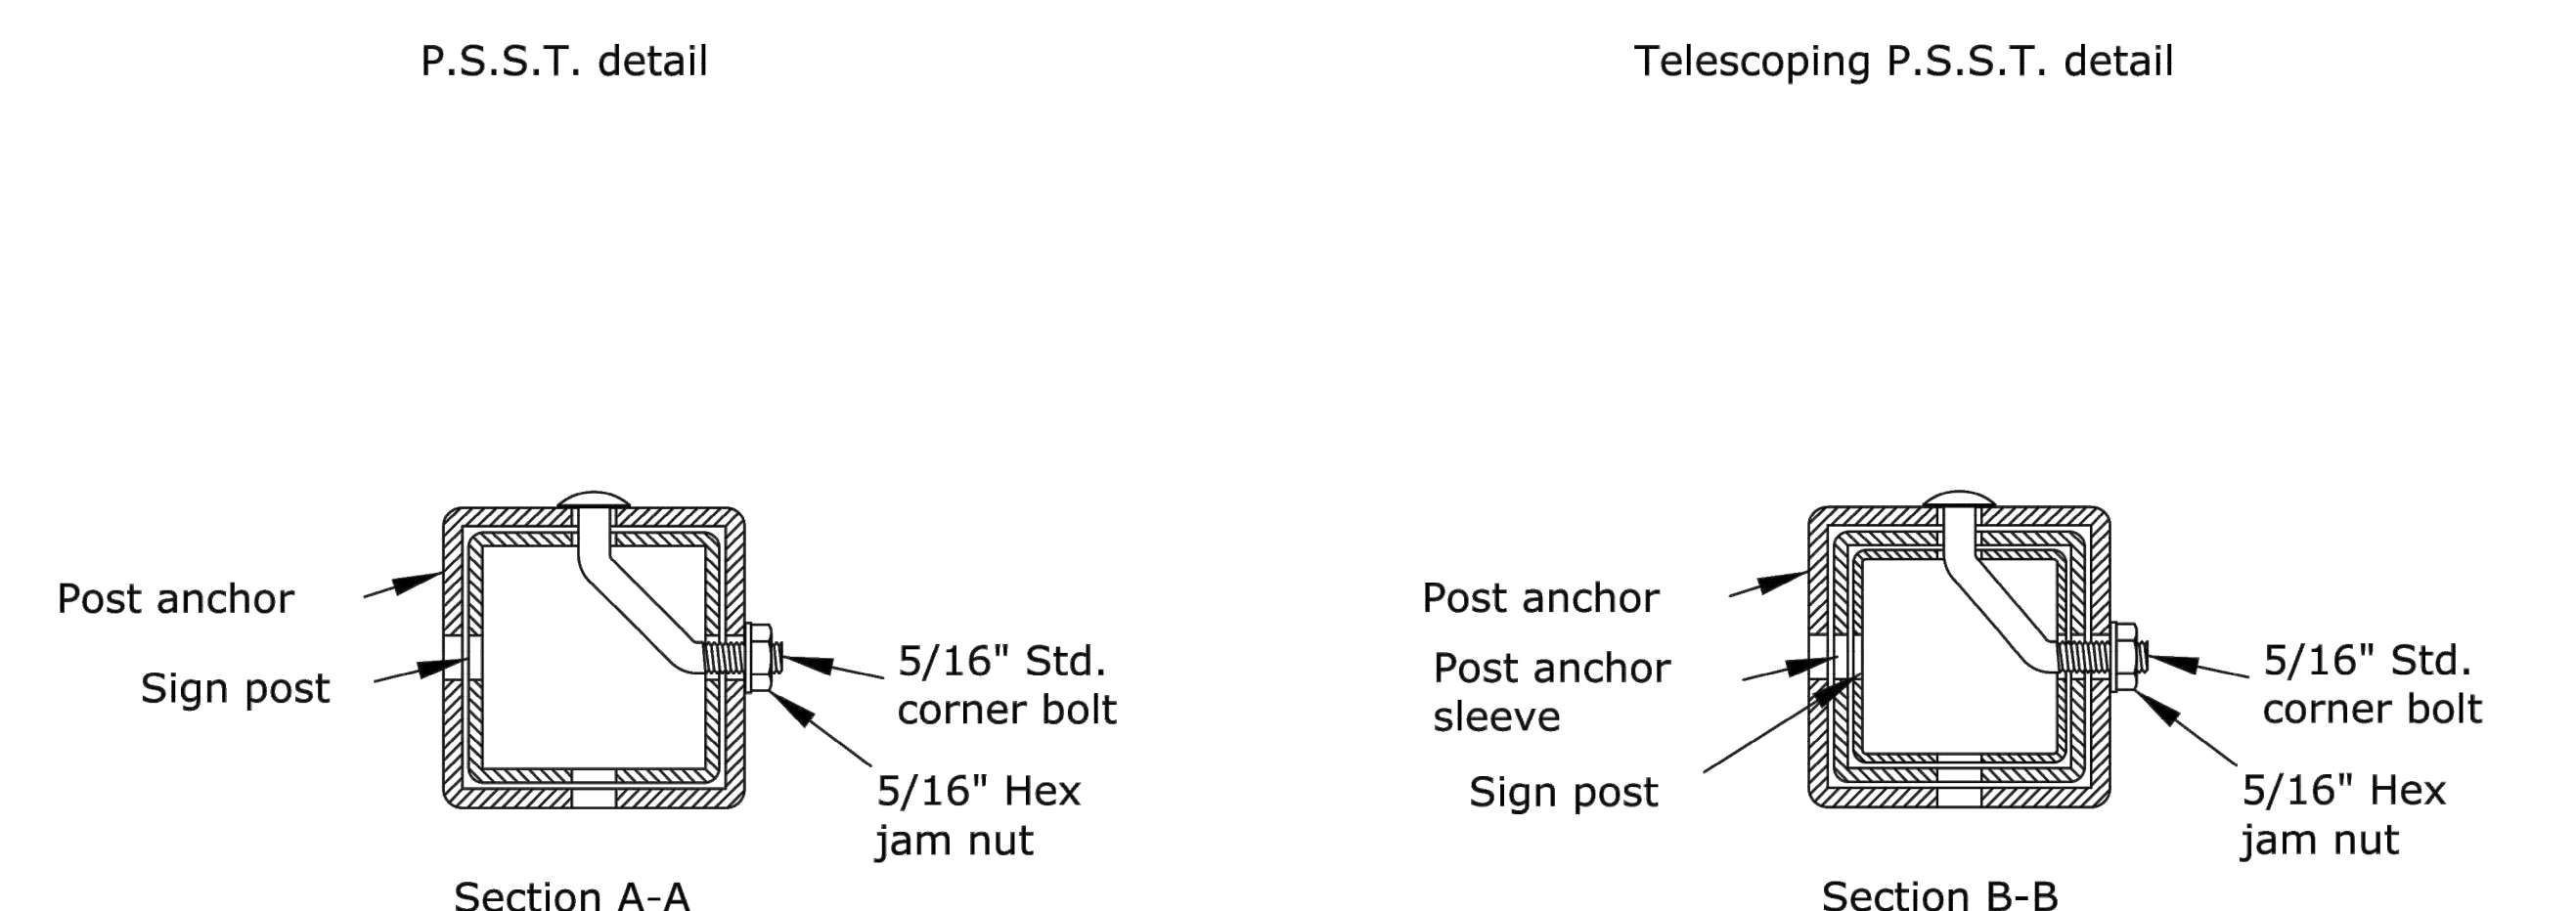 P.S.S.T. detail
Telescoping P.S.S.T. detail
Post anchor
Sign post
5/16" Std.
corner bolt
5/16" Hex
jam nut
Section A-A
Post anchor
Post anchor
sleeve
Sign post
5/16" Std.
corner bolt
5/16" Hex
jam nut
Section B-B